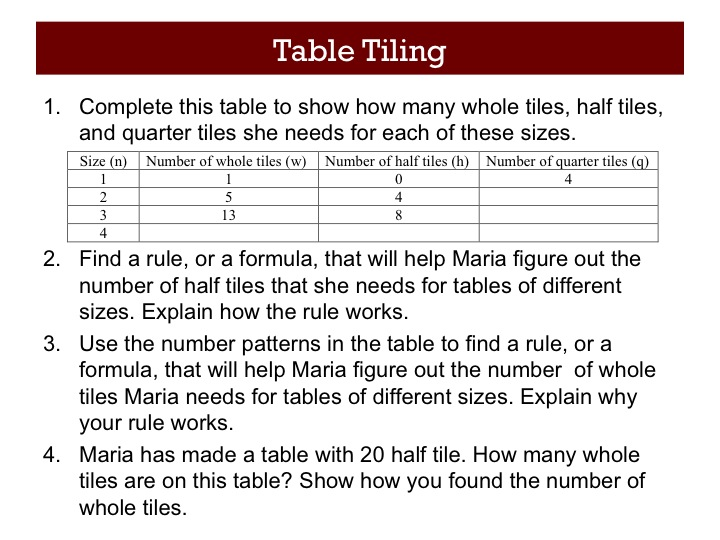 Table Tiling
1. Complete this table to show how many whole tiles, half tiles,
and quarter tiles she needs for each of these sizes.
Size (n) Number of whole tiles (w) Number of half tiles (h) Number of quarter tiles (q)
1 1 0 4
2 5 4
3 13 8
4
2. Find a rule, or a formula, that will help Maria figure out the
number of half tiles that she needs for tables of different
sizes. Explain how the rule works.
3. Use the number patterns in the table to find a rule, or a
formula, that will help Maria figure out the number of whole
tiles Maria needs for tables of different sizes. Explain why
your rule works.
4. Maria has made a table with 20 half tile. How many whole
tiles are on this table? Show how you found the number of
whole tiles.